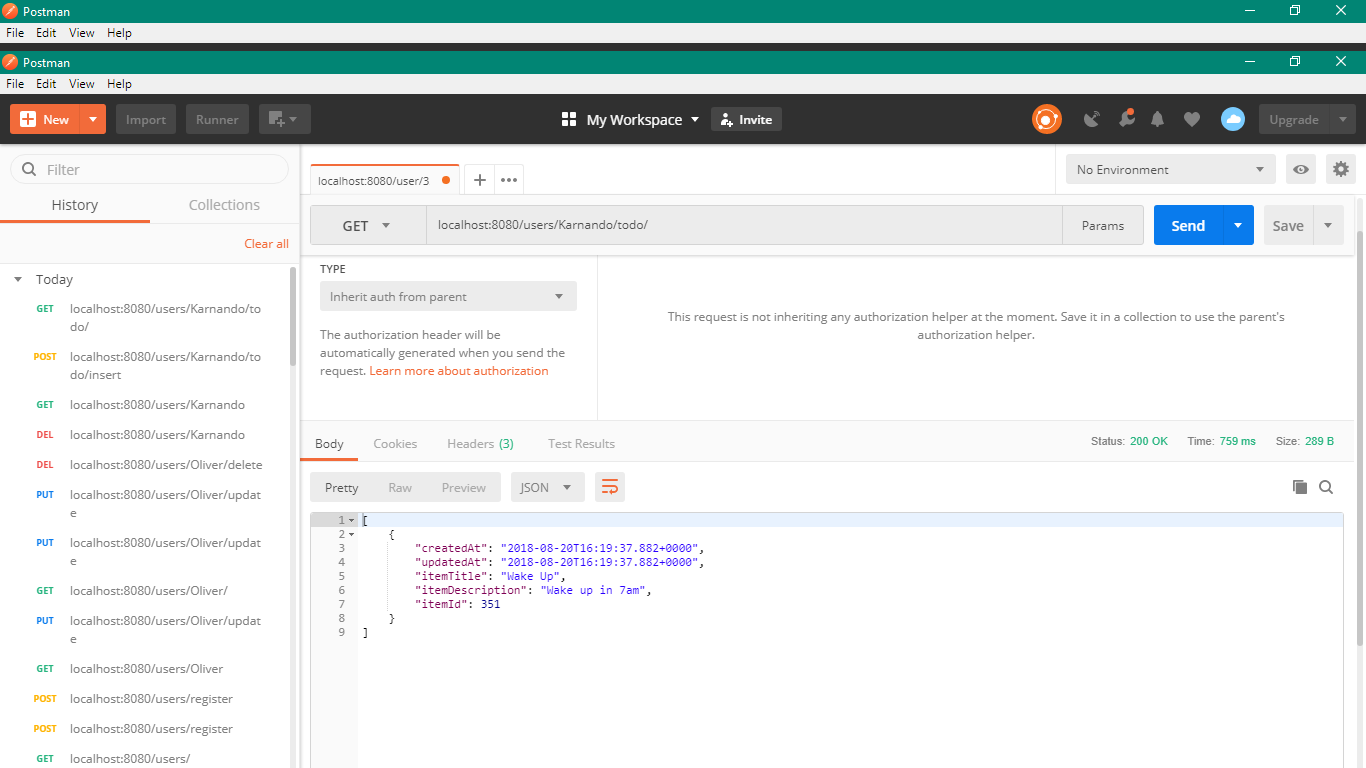 Postman
File Edit View Help
Postman
File Edit View Help
New Import Runner My Workspace Invite Upgrade
Filter
History Collections
Clear all
Today
GET localhost:8080/users/Karnando/to
do/
POST localhost:8080/users/Karnando/to
do/insert
GET localhost:8080/users/Karnando
DEL localhost:8080/users/Karnando
DEL localhost:8080/users/Oliver/delete
PUT localhost:8080/users/Oliver/updat
e
PUT localhost:8080/users/Oliver/updat
e
GET localhost:8080/users/Oliver/
PUT localhost:8080/users/Oliver/updat
e
GET localhost:8080/users/Oliver
POST localhost:8080/users/register
POST localhost:8080/users/register
GET localhost:8080/users/
localhost:8080/user/3 No Environment
GET localhost:8080/users/Karnando/todo/ Params Send Save
TYPE
Inherit auth from parent
The authorization header will be
automatically generated when you send the
request. Learn more about authorization
This request is not inheriting any authorization helper at the moment. Save it in a collection to use the parent's
authorization helper.
Body Cookies Headers (3) Test Results Status: 200 OK Time: 759 ms Size: 289 B
Pretty Raw Preview JSON
1 [
2 {
3 "createdAt": "2018-08-20T16:19:37.882+0000",
4 "updatedAt": "2018-08-20T16:19:37.882+0000",
5 "itemTitle": "Wake Up",
6 "itemDescription": "Wake up in 7am",
7 "itemId": 351
8 }
9 ]